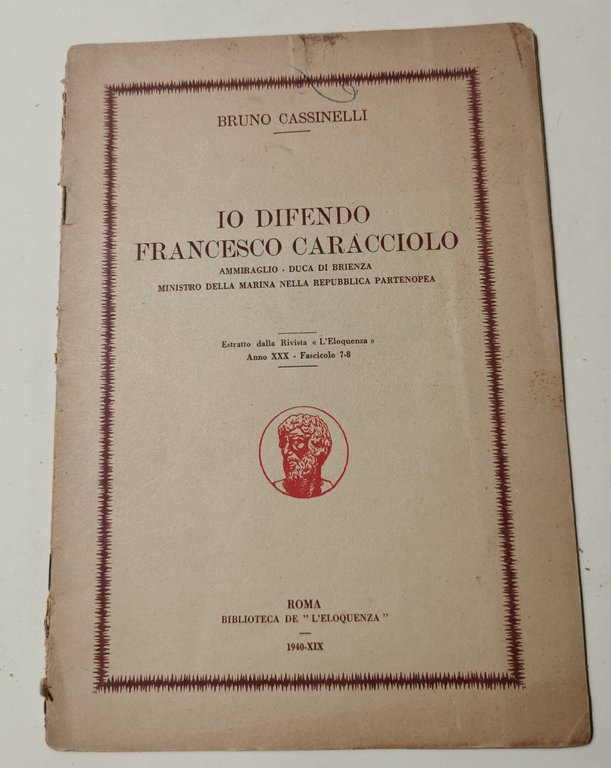 BRUNO CASSINELLI
IO DIFENDO
FRANCESCO CARACCIOLO
AMMIRAGLIO - DUCA DI BRIENZA
MINISTRO DELLA MARINA NELLA REPUBBLICA PARTENOPEA
Estratto dalla Rivista « L'Eloquenza »
Anno XXX - Fascicolo 7-8
ROMA
BIBLIOTECA DE " L'ELOQUENZA "
1940-XIX